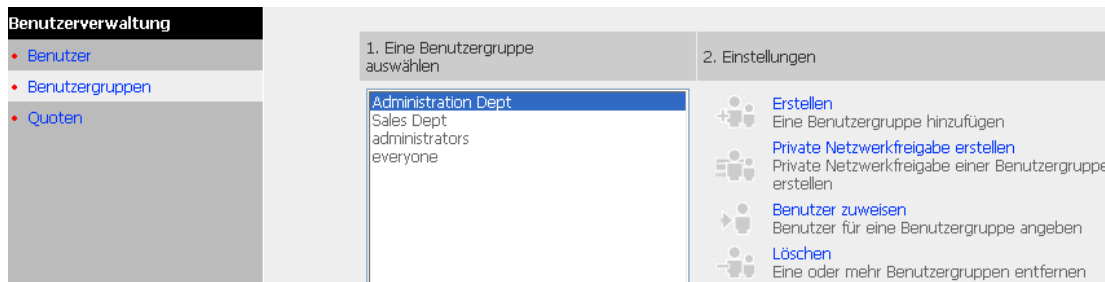 Benutzerverwaltung
Benutzer
Benutzergruppen
Quoten
1. Eine Benutzergruppe
auswählen
Administration Dept
Sales Dept
administrators
everyone
2. Einstellungen
Erstellen
Eine Benutzergruppe hinzufügen
Private Netzwerkfreigabe erstellen
Private Netzwerkfreigabe einer Benutzergruppe
erstellen
Benutzer zuweisen
Benutzer für eine Benutzergruppe angeben
Löschen
Eine oder mehr Benutzergruppen entfernen